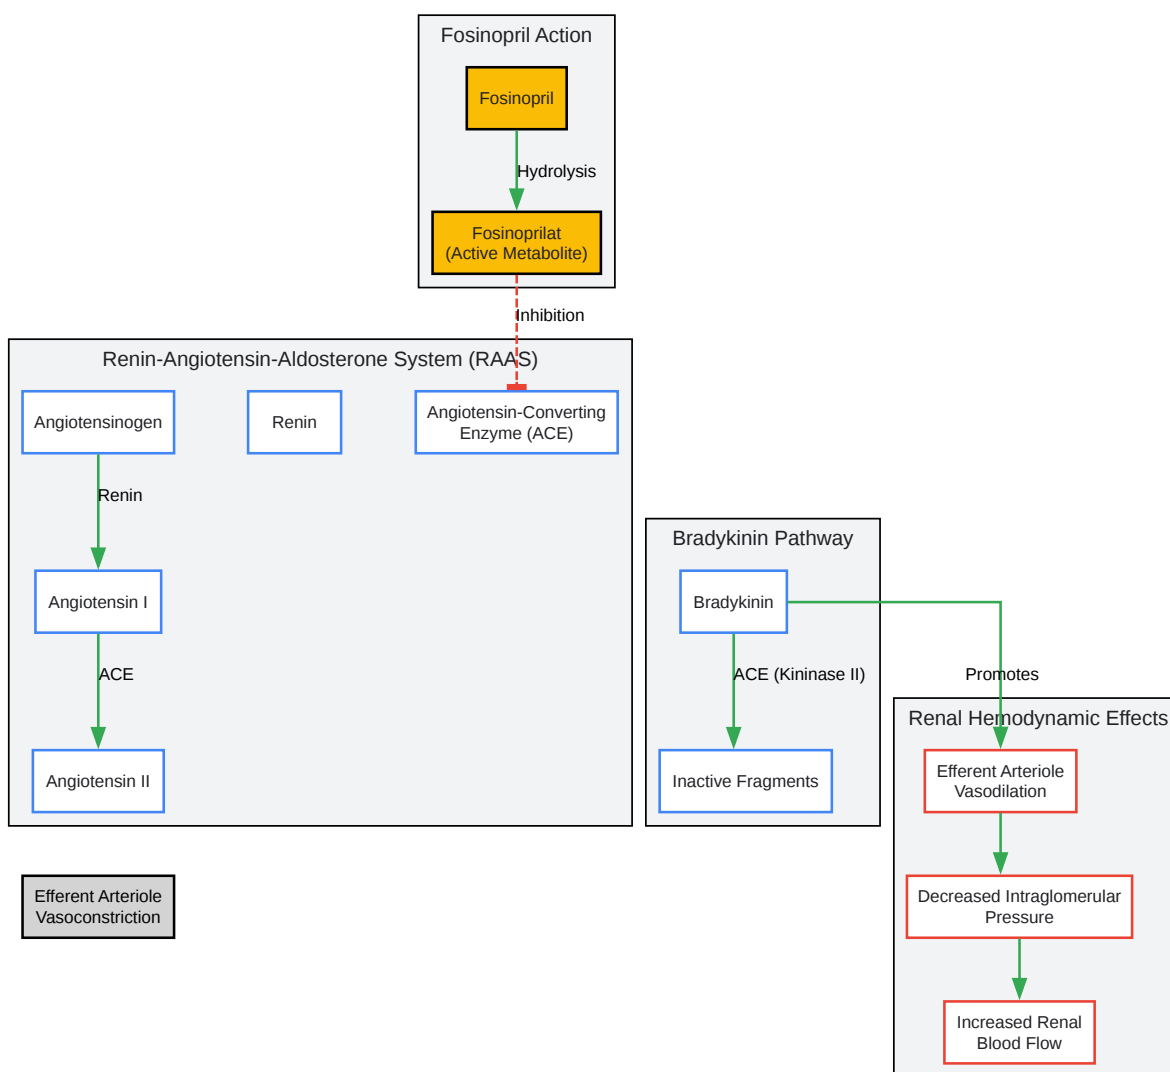 Fosinopril Action
Fosinopril
Hydrolysis
Fosinoprilat
(Active Metabolite)
Inhibition
Renin-Angiotensin-Aldosterone System (RAAS)
Angiotensinogen
Renin
Angiotensin-Converting
Enzyme (ACE)
Renin
Angiotensin I
ACE
Angiotensin II
Bradykinin Pathway
Bradykinin
ACE (Kininase II)
Inactive Fragments
Promotes
Renal Hemodynamic Effects
Efferent Arteriole
Vasodilation
Decreased Intraglomerular
Pressure
Increased Renal
Blood Flow
Efferent Arteriole
Vasoconstriction